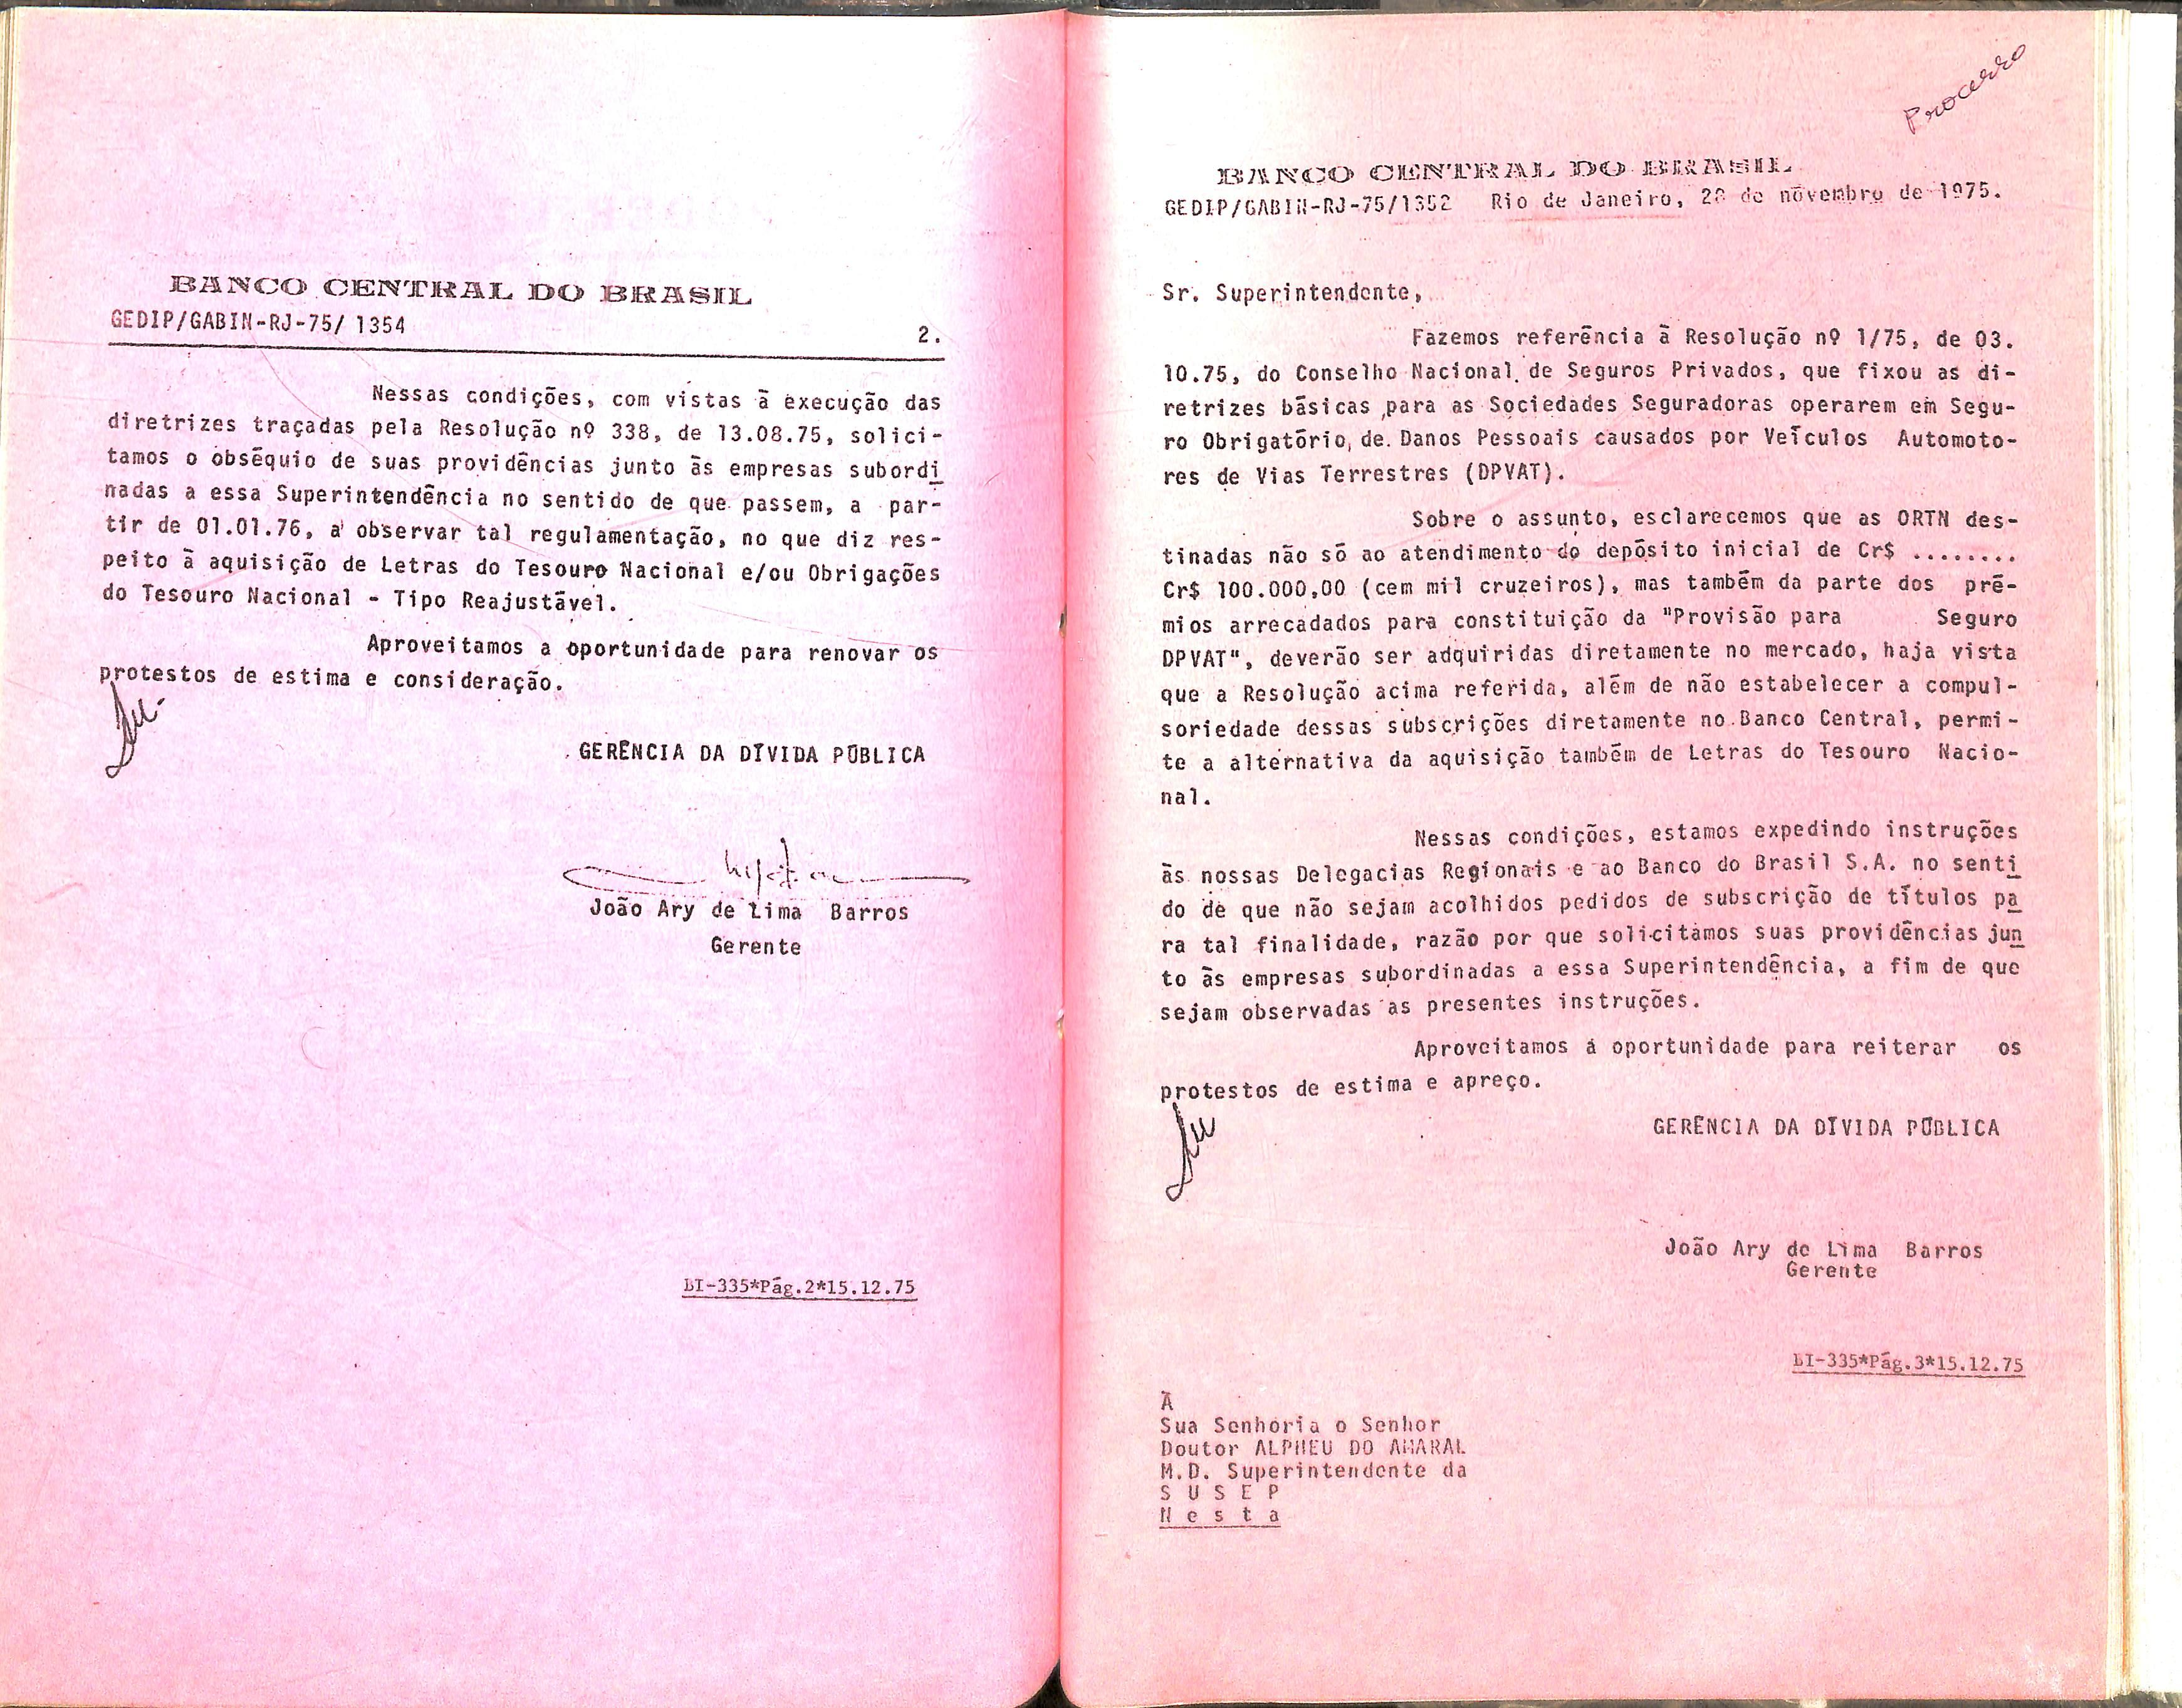 BANCO CENTRAL DO BRASIL
GEDIP/GABIN-RJ-75/ 1354
2.
Nessas condições, com vistas à execução das
diretrizes traçadas pela Resolução nº 338, de 13.08.75, solici-
tamos o obséquio de suas providências junto às empresas subordi
nadas a essa Superintendência no sentido de que passem, a par-
tir de 01.01.76, a observar tal regulamentação, no que diz res-
peito à aquisição de Letras do Tesouro Nacional e/ou Obrigações
do Tesouro Nacional - Tipo Reajustável.
Aproveitamos a oportunidade para renovar os
protestos de estima e consideração.
GERÊNCIA DA DÍVIDA PÚBLICA
João Ary de Lima Barros
Gerente
BI-335*Pág.2*15.12.75
Processo
BANCO CENTRAL DO BRASIL
GEDIP/GABIN-RJ-75/1352 Rio de Janeiro, 28 de novembro de 1975.
Sr. Superintendente,
Fazemos referência à Resolução nº 1/75, de 03.
10.75, do Conselho Nacional de Seguros Privados, que fixou as di-
retrizes básicas para as Sociedades Seguradoras operarem em Segu-
ro Obrigatório, de Danos Pessoais causados por Veículos Automoto-
res de Vias Terrestres (DPVAT).
Sobre o assunto, esclarecemos que as ORTN des-
tinadas não só ao atendimento do depósito inicial de Cr$ ........
Cr$ 100.000,00 (cem mil cruzeiros), mas também da parte dos prê-
mios arrecadados para constituição da "Provisão para Seguro
DPVAT", deverão ser adquiridas diretamente no mercado, haja vista
que a Resolução acima referida, além de não estabelecer a compul-
soriedade dessas subscrições diretamente no Banco Central, permi-
te a alternativa da aquisição também de Letras do Tesouro Nacio-
nal.
Nessas condições, estamos expedindo instruções
às nossas Delegacias Regionais e ao Banco do Brasil S.A. no senti
do de que não sejam acolhidos pedidos de subscrição de títulos pa
ra tal finalidade, razão por que solicitamos suas providências jun
to às empresas subordinadas a essa Superintendência, a fim de que
sejam observadas as presentes instruções.
Aproveitamos a oportunidade para reiterar os
protestos de estima e apreço.
GERÊNCIA DA DÍVIDA PÚBLICA
João Ary de Lima Barros
Gerente
BI-335*Pág.3*15.12.75
A
Sua Senhoria o Senhor
Doutor ALPHEU DO AMARAL
M.D. Superintendente da
S U S E P
N e s t a